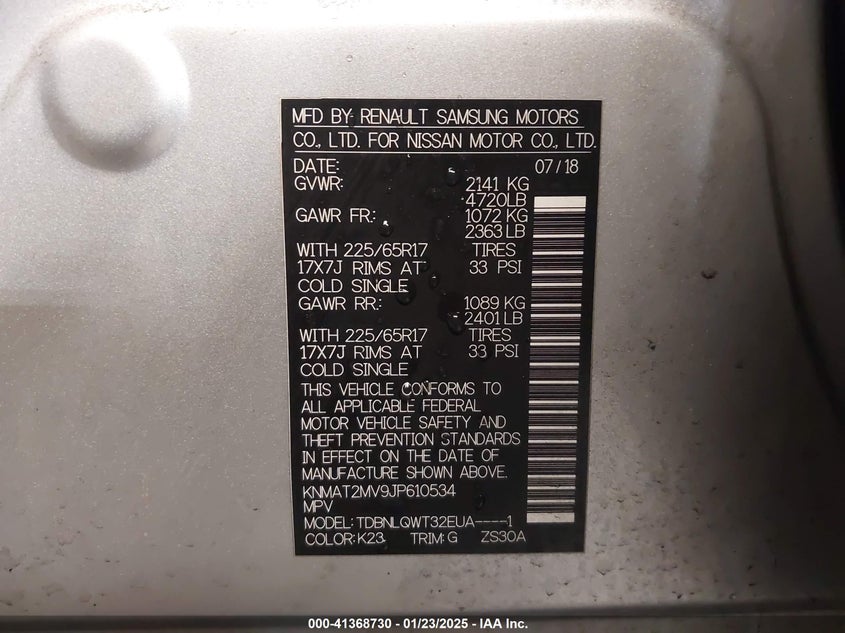 MFD BY: RENAULT SAMSUNG MOTORS
CO., LTD. FOR NISSAN MOTOR CO., LTD.
DATE: 07/18
GVWR: 2141 KG
4720LB
GAWR FR.: 1072 KG
2363 LB
WITH 225/65R17 TIRES
17X7J RIMS AT 33 PSI
COLD SINGLE
GAWR RR.: 1089 KG
2401 LB
WITH 225/65R17 TIRES
17X7J RIMS AT 33 PSI
COLD SINGLE
THIS VEHICLE CONFORMS TO
ALL APPLICABLE FEDERAL
MOTOR VEHICLE SAFETY AND
THEFT PREVENTION STANDARDS
IN EFFECT ON THE DATE OF
MANUFACTURE SHOWN ABOVE.
KNMAT2MV9JP610534
MPV
MODEL: TDBNLQWT32EUA----1
COLOR: K23 TRIM: G ZS30A
000-41368730 - 01/23/2025 - IAA Inc.